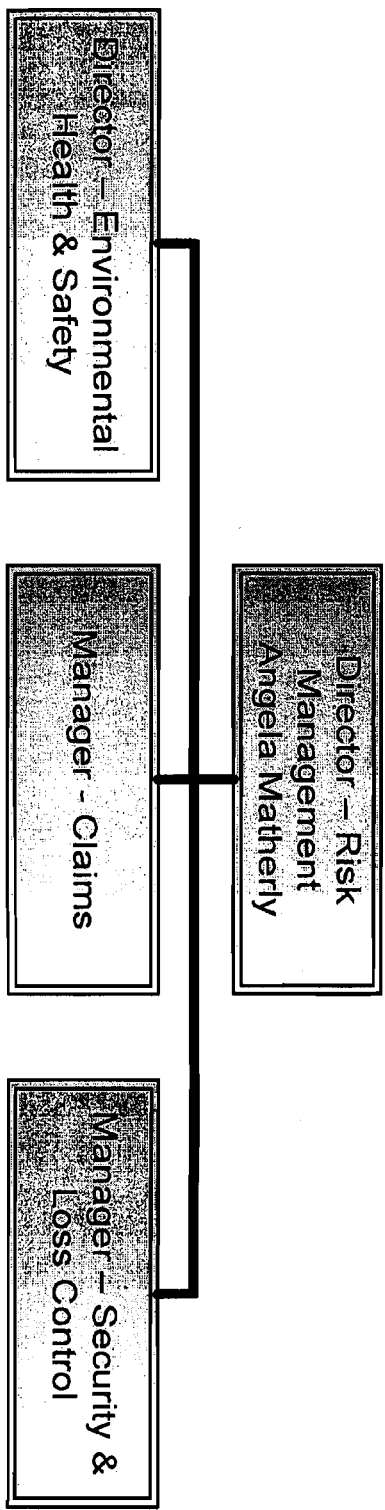 Director – Risk
Management
Angela Matherly
Director – Environmental
Health & Safety
Manager - Claims
Manager – Security &
Loss Control